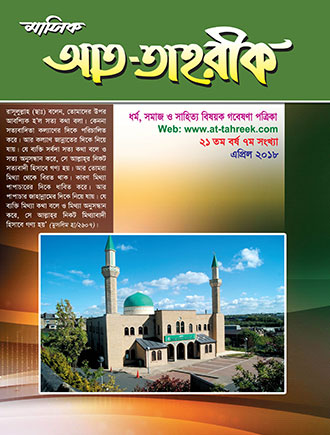 মাসিক
আত-তাহরীক
ধর্ম, সমাজ ও সাহিত্য বিষয়ক গবেষণা পত্রিকা
Web: www.at-tahreek.com
২১ তম বর্ষ ৭ম সংখ্যা
এপ্রিল ২০১৮
রাসূলুল্লাহ (ছাঃ) বলেন, তোমাদের উপর
আবশ্যিক হ'ল সত্য কথা বলা। কেননা
সত্যবাদিতা কল্যাণের দিকে পরিচালিত
করে। আর কল্যাণ জান্নাতের দিকে নিয়ে
যায়। যে ব্যক্তি সর্বদা সত্য কথা বলে ও
সত্য অনুসন্ধান করে, সে আল্লাহ্‌র নিকট
সত্যবাদী হিসাবে গণ্য হয়। আর তোমরা
মিথ্যা থেকে বিরত থাক। কারণ মিথ্যা
পাপাচারের দিকে ধাবিত করে। আর
পাপাচার জাহান্নামের দিকে নিয়ে যায়। যে
ব্যক্তি মিথ্যা কথা বলে ও মিথ্যা অনুসন্ধান
করে, সে আল্লাহ্‌র নিকট মিথ্যাবাদী
হিসাবে গণ্য হয়' (মুসলিম হা/২৬০৭)।